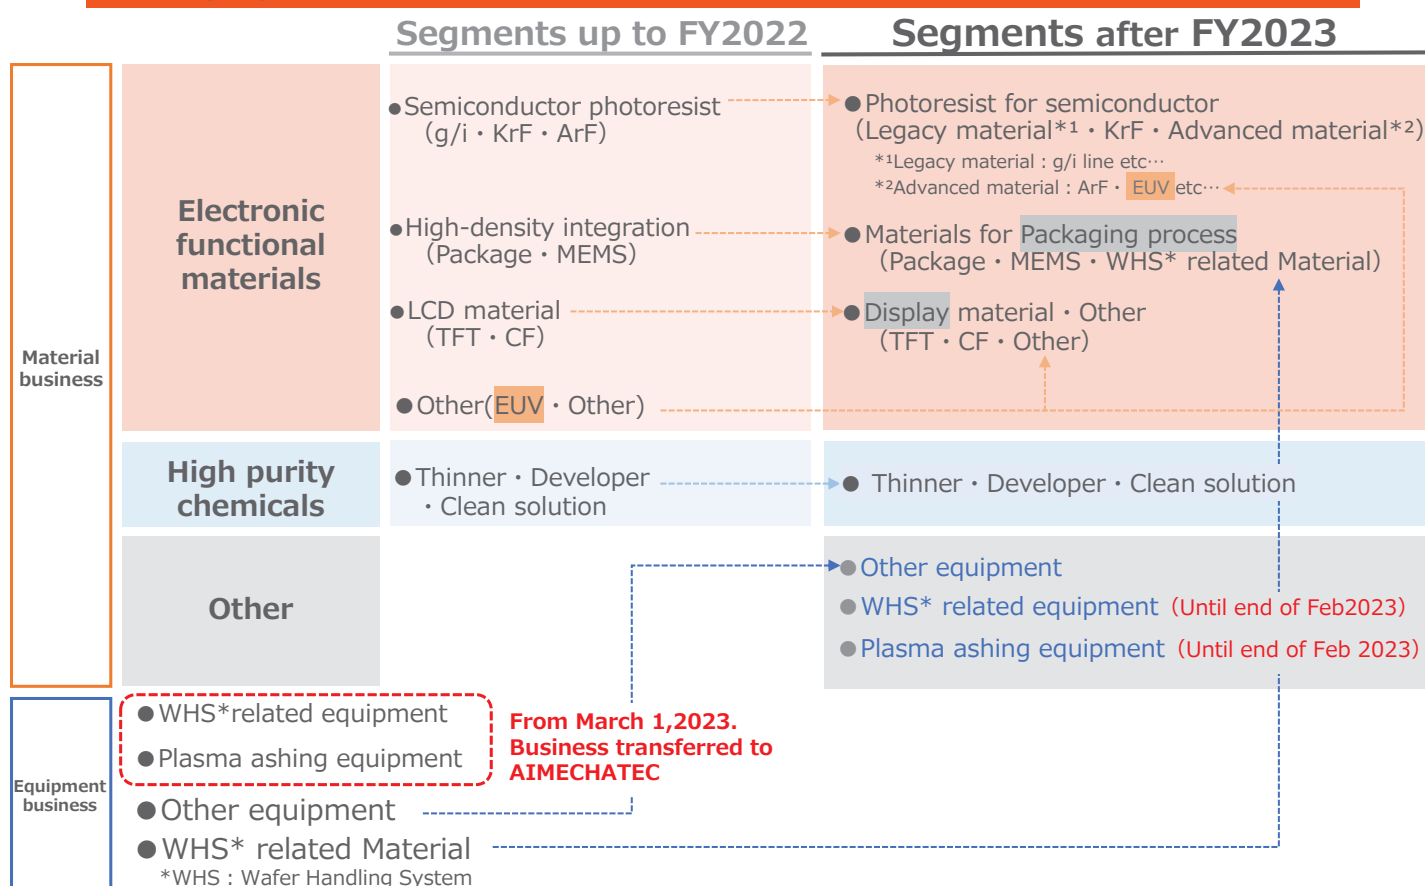 Segments up to FY2022
Segments after FY2023
Material
business
Electronic
functional
materials
●Semiconductor photoresist
(g/i・KrF・ArF)
●High-density integration
(Package・MEMS)
●LCD material
(TFT・CF)
●Other(EUV・Other)
●Photoresist for semiconductor
(Legacy material*¹・KrF・Advanced material*²)
*¹Legacy material : g/i line etc…
*²Advanced material : ArF・EUV etc…
●Materials for Packaging process
(Package・MEMS・WHS* related Material)
●Display material・Other
(TFT・CF・Other)
High purity
chemicals
●Thinner・Developer
・Clean solution
● Thinner・Developer・Clean solution
Other
●Other equipment
●WHS* related equipment (Until end of Feb2023)
●Plasma ashing equipment (Until end of Feb 2023)
Equipment
business
●WHS*related equipment
●Plasma ashing equipment
From March 1,2023.
Business transferred to
AIMECHATEC
●Other equipment
●WHS* related Material
*WHS : Wafer Handling System